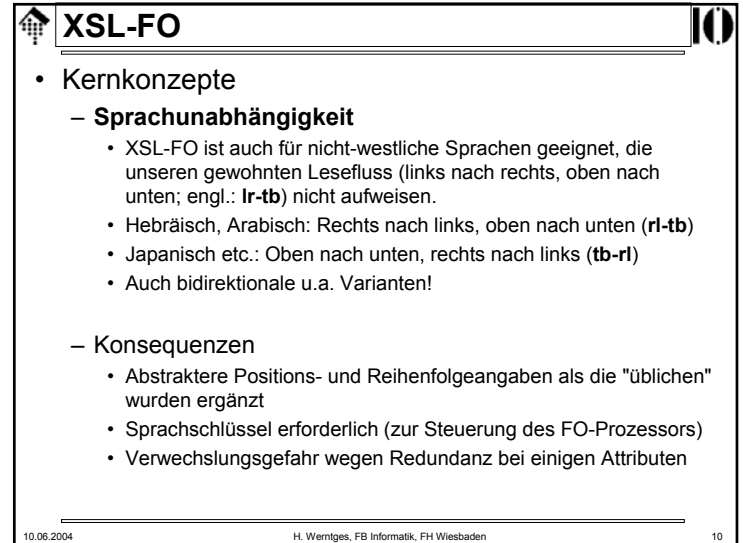 XSL-FO
• Kernkonzepte
– Sprachunabhängigkeit
• XSL-FO ist auch für nicht-westliche Sprachen geeignet, die
unseren gewohnten Lesefluss (links nach rechts, oben nach
unten; engl.: lr-tb) nicht aufweisen.
• Hebräisch, Arabisch: Rechts nach links, oben nach unten (rl-tb)
• Japanisch etc.: Oben nach unten, rechts nach links (tb-rl)
• Auch bidirektionale u.a. Varianten!
– Konsequenzen
• Abstraktere Positions- und Reihenfolgeangaben als die "üblichen"
wurden ergänzt
• Sprachschlüssel erforderlich (zur Steuerung des FO-Prozessors)
• Verwechslungsgefahr wegen Redundanz bei einigen Attributen
10.06.2004 H. Werntges, FB Informatik, FH Wiesbaden 10